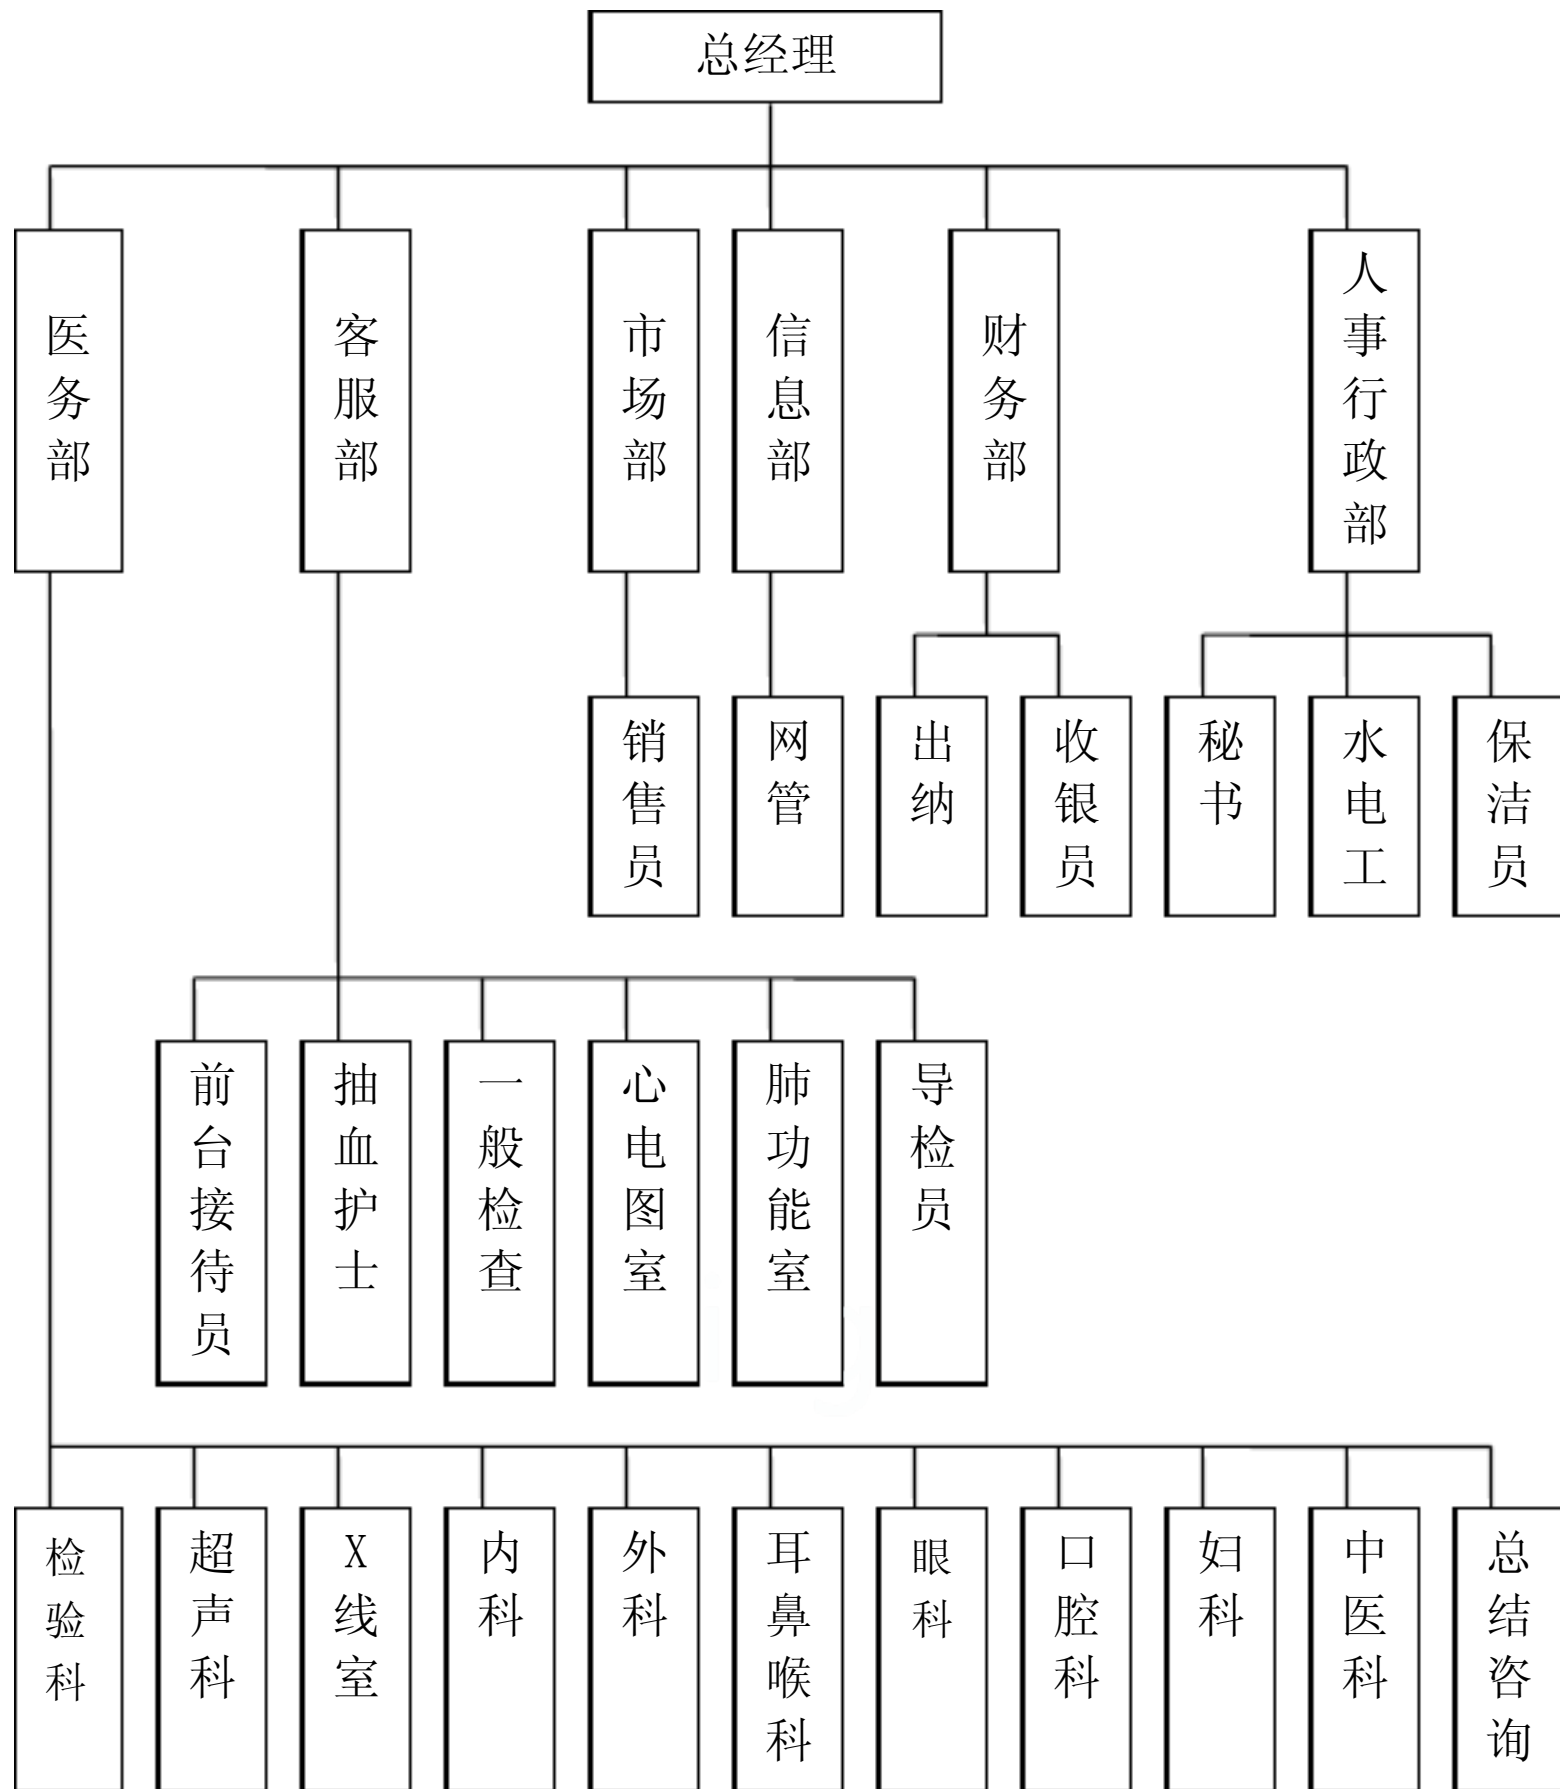 总经理
医务部
客服部
市场部
信息部
财务部
人事行政部
销售员
网管
出纳
收银员
秘书
水电工
保洁员
前台接待员
抽血护士
一般检查
心电图室
肺功能室
导检员
检验科
超声科
X线室
内科
外科
耳鼻喉科
眼科
口腔科
妇科
中医科
总结咨询